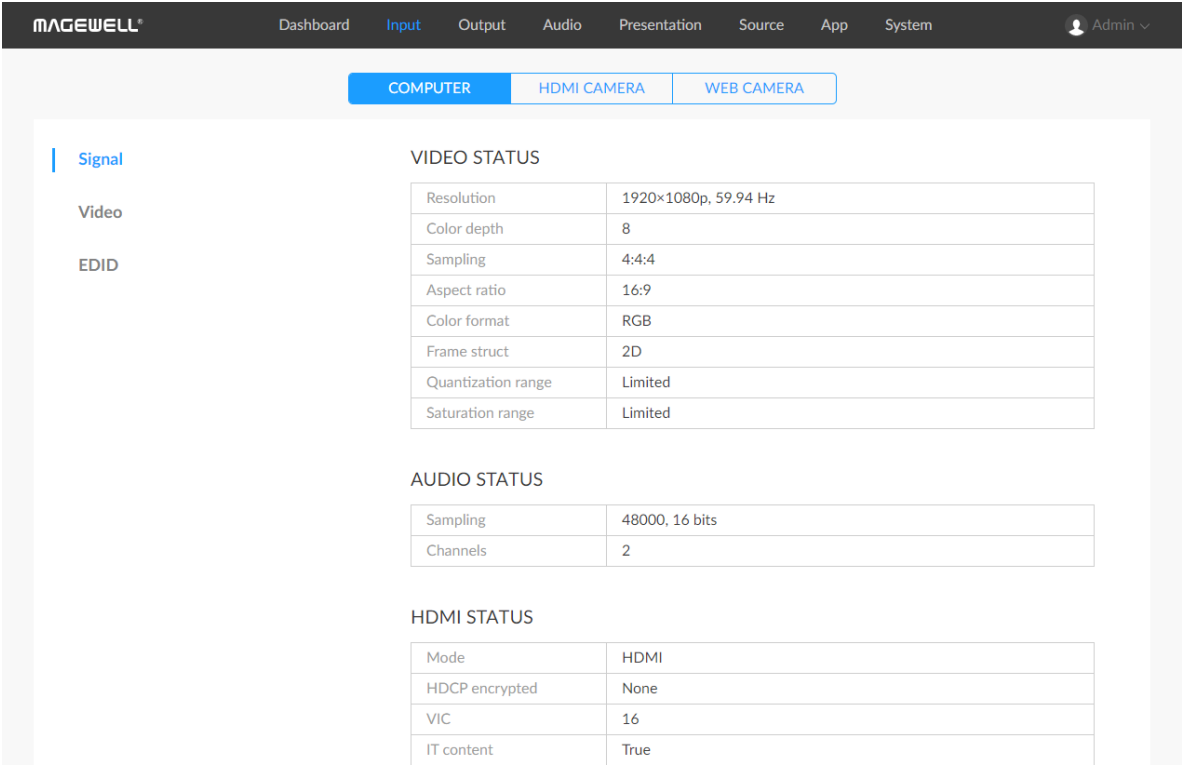 MAGEWELL®
Dashboard Input Output Audio Presentation Source App System Admin
COMPUTER HDMI CAMERA WEB CAMERA
Signal
Video
EDID
VIDEO STATUS
Resolution 1920×1080p, 59.94 Hz
Color depth 8
Sampling 4:4:4
Aspect ratio 16:9
Color format RGB
Frame struct 2D
Quantization range Limited
Saturation range Limited
AUDIO STATUS
Sampling 48000, 16 bits
Channels 2
HDMI STATUS
Mode HDMI
HDCP encrypted None
VIC 16
IT content True